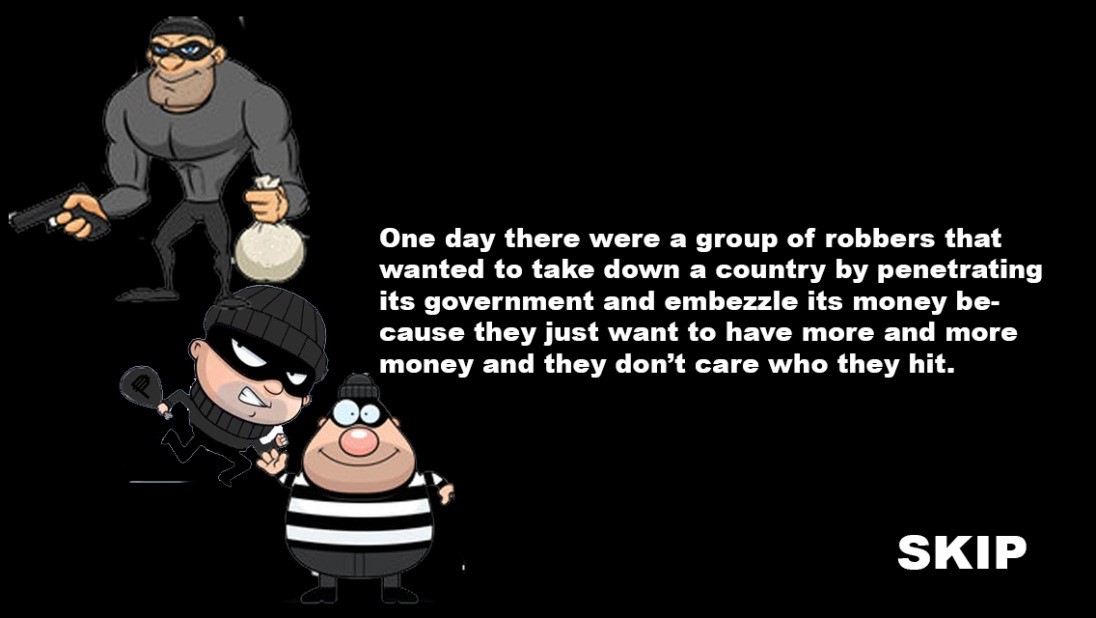 One day there were a group of robbers that
wanted to take down a country by penetrating
its government and embezzle its money be-
cause they just want to have more and more
money and they don’t care who they hit.
SKIP